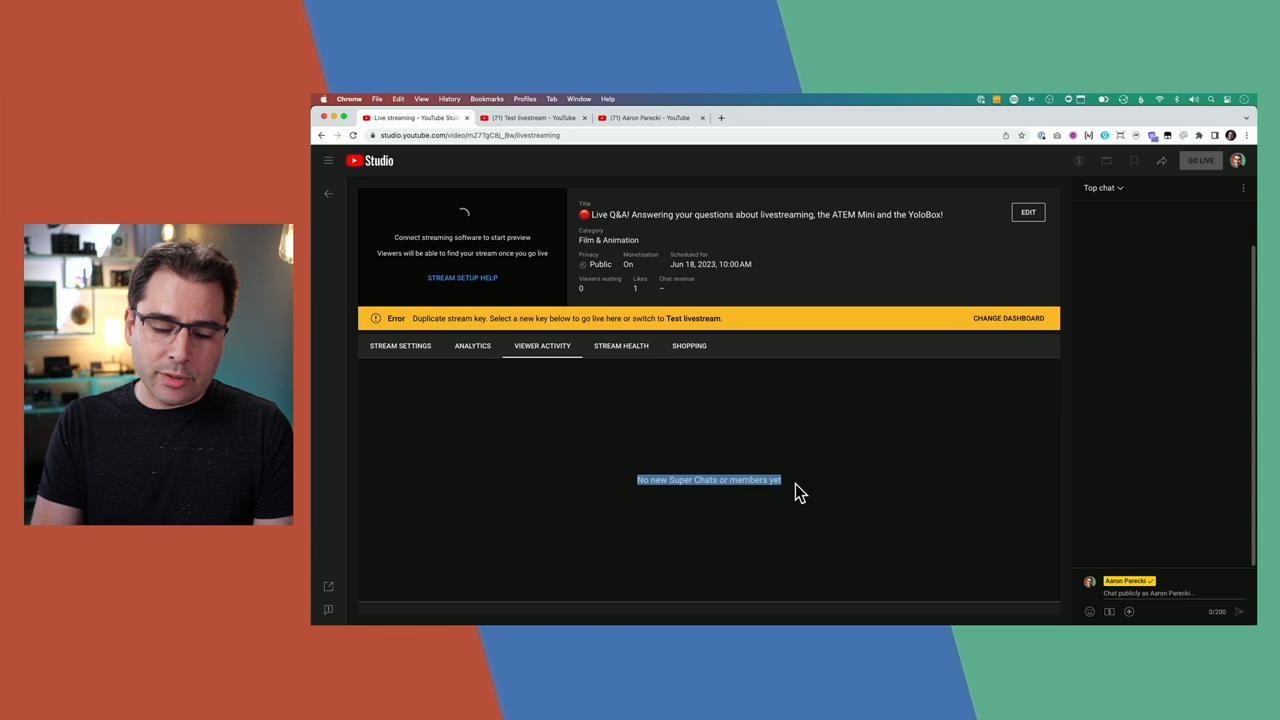 Chrome File Edit View History Bookmarks Profiles Tab Window Help
Live streaming - YouTube Stud
(71) Test livestream - YouTube
(71) Aaron Parecki - YouTube
studio.youtube.com/video/mZ7TgC8j_Bw/livestreaming
Studio
GO LIVE
Top chat
Connect streaming software to start preview
Viewers will be able to find your stream once you go live
STREAM SETUP HELP
Title
Live Q&A! Answering your questions about livestreaming, the ATEM Mini and the YoloBox!
EDIT
Category
Film & Animation
Privacy Monetization Scheduled for
Public On Jun 18, 2023, 10:00 AM
Viewers waiting Likes Chat revenue
0 1 –
Error Duplicate stream key. Select a new key below to go live here or switch to Test livestream. CHANGE DASHBOARD
STREAM SETTINGS ANALYTICS VIEWER ACTIVITY STREAM HEALTH SHOPPING
No new Super Chats or members yet
Aaron Parecki
Chat publicly as Aaron Parecki...
0/200